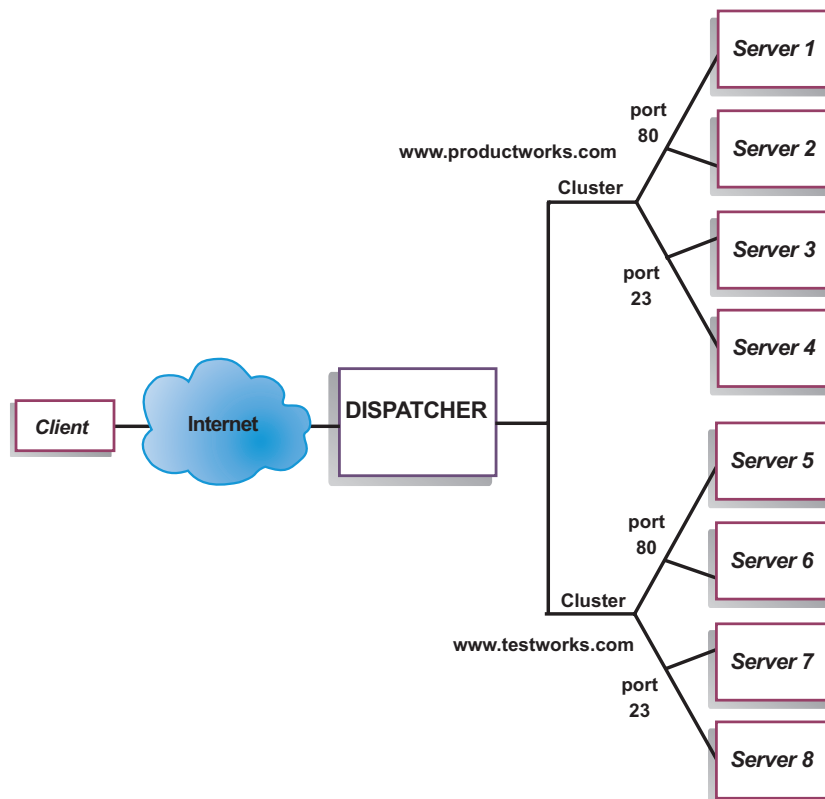 Server 1
port
80
Server 2
www.productworks.com
Cluster
Server 3
port
23
Server 4
Client
Internet
DISPATCHER
Server 5
port
80
Server 6
Cluster
www.testworks.com
Server 7
port
23
Server 8